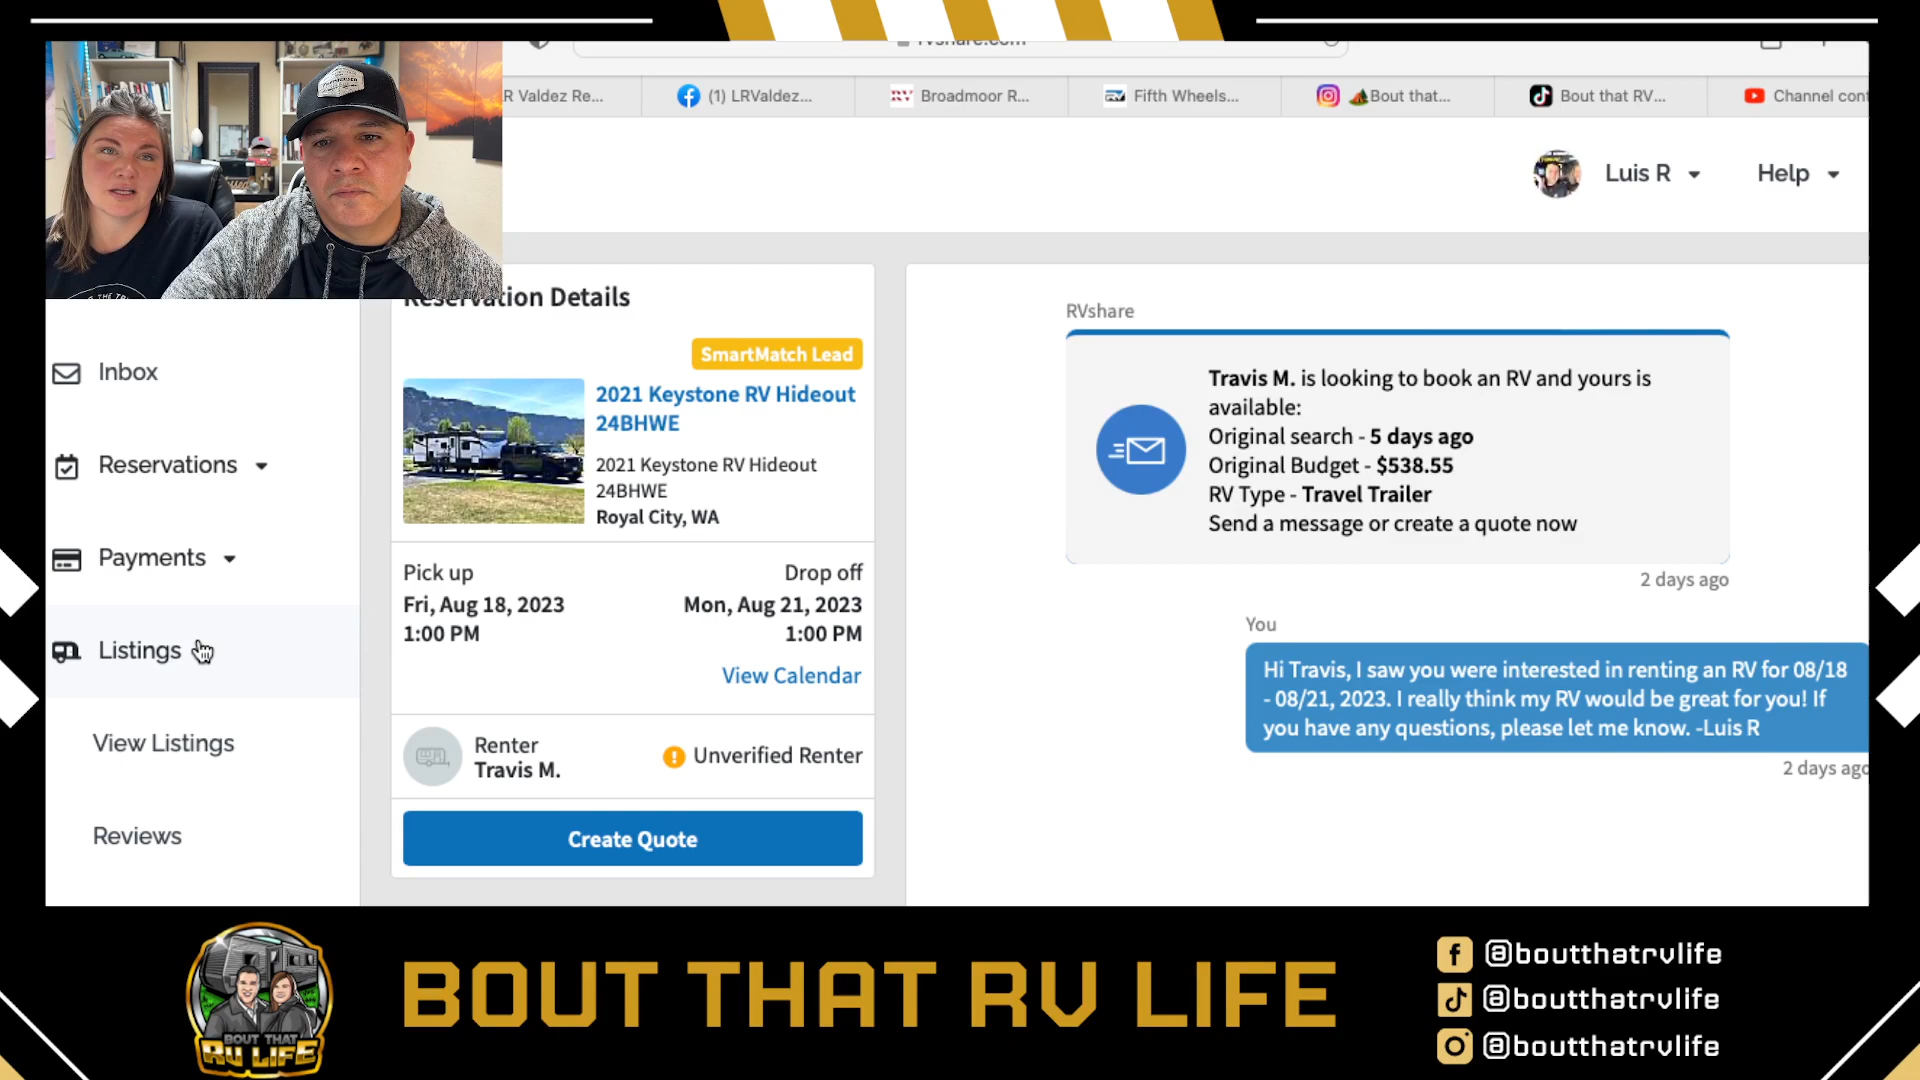 R Valdez Re...
(1) LRValdez...
Broadmoor R...
Fifth Wheels...
Bout that...
Bout that RV...
Channel cont
Luis R
Help
Inbox
Reservations
Payments
Listings
View Listings
Reviews
Reservation Details
SmartMatch Lead
2021 Keystone RV Hideout
24BHWE
2021 Keystone RV Hideout
24BHWE
Royal City, WA
Pick up
Drop off
Fri, Aug 18, 2023
Mon, Aug 21, 2023
1:00 PM
1:00 PM
View Calendar
Renter
Travis M.
Unverified Renter
Create Quote
RVshare
Travis M. is looking to book an RV and yours is
available:
Original search - 5 days ago
Original Budget - $538.55
RV Type - Travel Trailer
Send a message or create a quote now
2 days ago
You
Hi Travis, I saw you were interested in renting an RV for 08/18
- 08/21, 2023. I really think my RV would be great for you! If
you have any questions, please let me know. -Luis R
2 days ago
BOUT THAT
RV LIFE
BOUT THAT RV LIFE
@boutthatrvlife
@boutthatrvlife
@boutthatrvlife